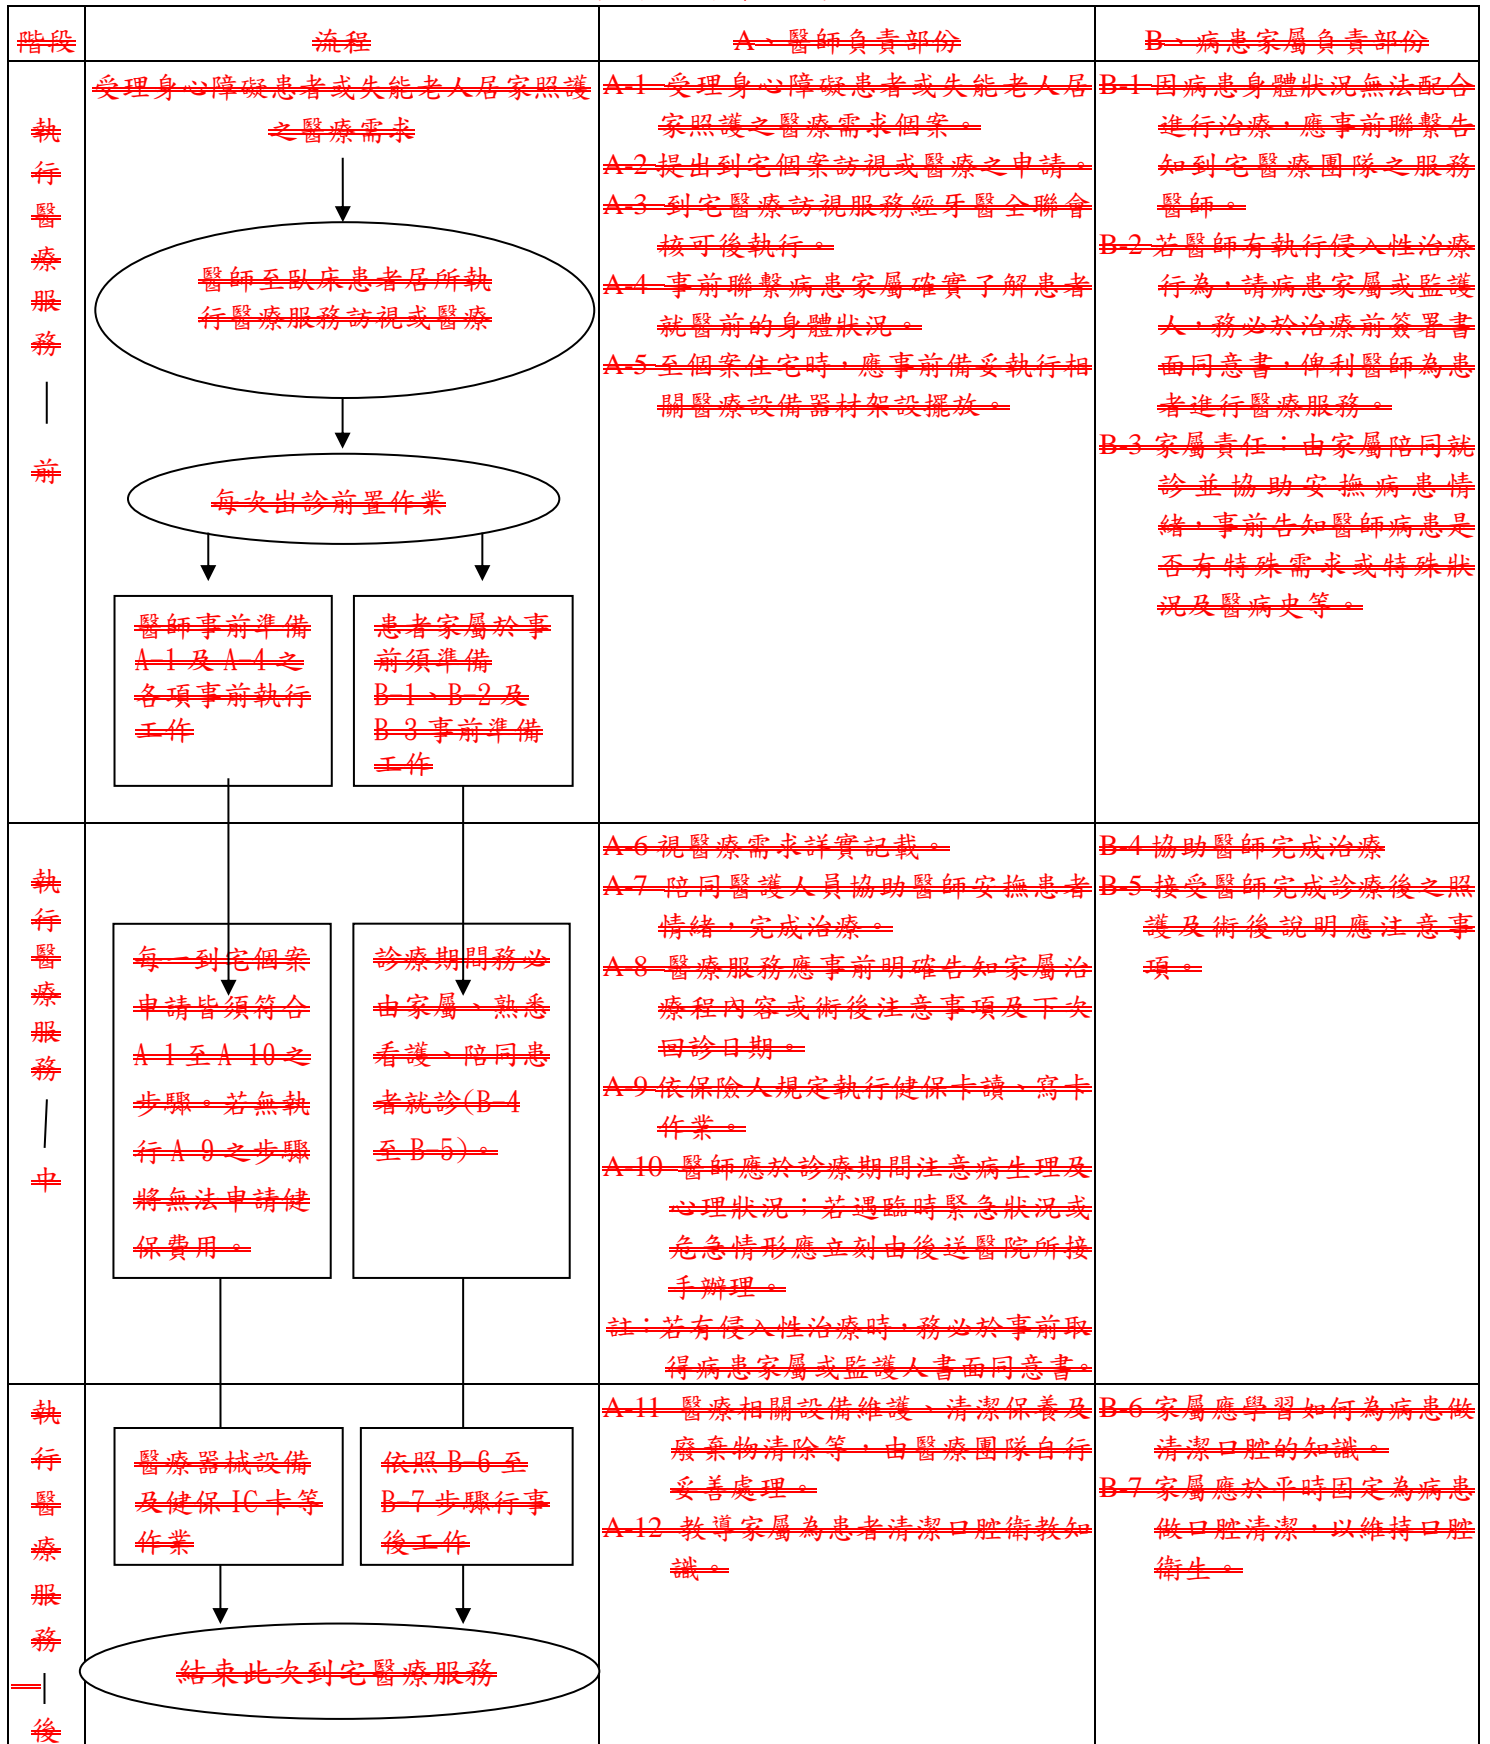 階段
流程
A、醫師負責部份
B、病患家屬負責部份
執
行
醫
療
服
務
｜
前
受理身心障礙患者或失能老人居家照護
之醫療需求
醫師至臥床患者居所執
行醫療服務訪視或醫療
每次出診前置作業
醫師事前準備
A-1 及 A-4 之
各項事前執行
工作
患者家屬於事
前須準備
B-1、B-2 及
B-3 事前準備
工作
A-1 受理身心障礙患者或失能老人居
家照護之醫療需求個案。
A-2 提出到宅個案訪視或醫療之申請。
A-3 到宅醫療訪視服務經牙醫全聯會
核可後執行。
A-4 事前聯繫病患家屬確實了解患者
就醫前的身體狀況。
A-5 至個案住宅時，應事前備妥執行相
關醫療設備器材架設擺放。
B-1 因病患身體狀況無法配合
進行治療，應事前聯繫告
知到宅醫療團隊之服務
醫師。
B-2 若醫師有執行侵入性治療
行為，請病患家屬或監護
人，務必於治療前簽署書
面同意書，俾利醫師為患
者進行醫療服務。
B-3 家屬責任：由家屬陪同就
診並協助安撫病患情
緒，事前告知醫師病患是
否有特殊需求或特殊狀
況及醫病史等。
執
行
醫
療
服
務
｜
中
每一到宅個案
申請皆須符合
A-1 至 A-10 之
步驟。若無執
行 A-9 之步驟
將無法申請健
保費用。
診療期間務必
由家屬、熟悉
看護、陪同患
者就診(B-4
至 B-5)。
A-6 視醫療需求詳實記載。
A-7 陪同醫護人員協助醫師安撫患者
情緒，完成治療。
A-8 醫療服務應事前明確告知家屬治
療程內容或術後注意事項及下次
回診日期。
A-9 依保險人規定執行健保卡讀、寫卡
作業。
A-10 醫師應於診療期間注意病生理及
心理狀況；若遇臨時緊急狀況或
危急情形應立刻由後送醫院所接
手辦理。
註：若有侵入性治療時，務必於事前取
得病患家屬或監護人書面同意書。
B-4 協助醫師完成治療
B-5 接受醫師完成診療後之照
護及術後說明應注意事
項。
執
行
醫
療
服
務
｜
後
醫療器械設備
及健保 IC 卡等
作業
依照 B-6 至
B-7 步驟行事
後工作
結束此次到宅醫療服務
A-11 醫療相關設備維護、清潔保養及
廢棄物清除等，由醫療團隊自行
妥善處理。
A-12 教導家屬為患者清潔口腔衛教知
識。
B-6 家屬應學習如何為病患做
清潔口腔的知識。
B-7 家屬應於平時固定為病患
做口腔清潔，以維持口腔
衛生。